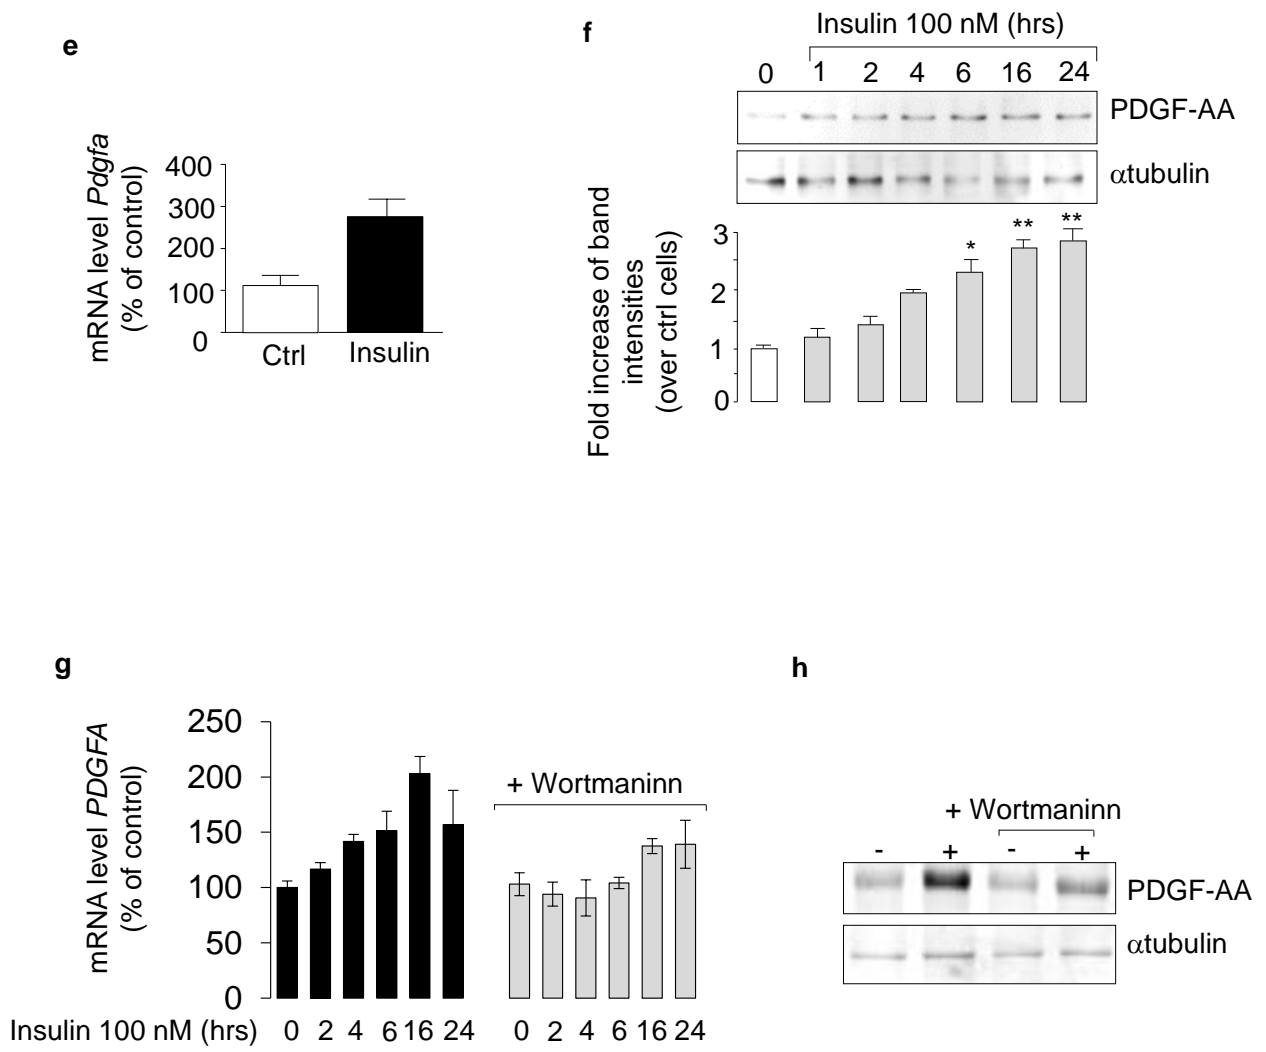 e
mRNA level Pdgfa
(% of control)
400
300
200
100
0
Ctrl Insulin
f
Insulin 100 nM (hrs)
0 1 2 4 6 16 24
PDGF-AA
αtubulin
Fold increase of band
intensities
(over ctrl cells)
3
2
1
0
* ** **
g
mRNA level PDGFA
(% of control)
250
200
150
100
50
0
+ Wortmaninn
Insulin 100 nM (hrs) 0 2 4 6 16 24 0 2 4 6 16 24
h
+ Wortmaninn
- + - +
PDGF-AA
αtubulin